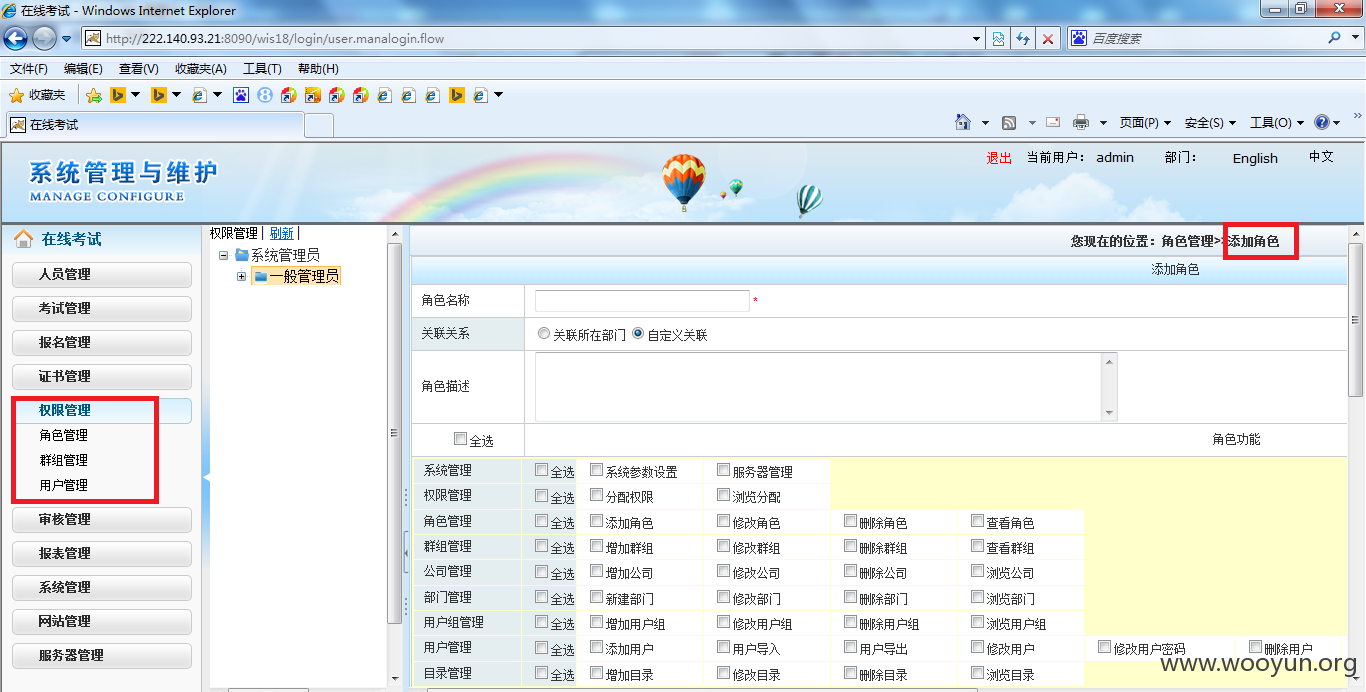 在线考试 - Windows Internet Explorer
http://222.140.93.21:8090/wis18/login/user.manalogin.flow
百度搜索
文件(F) 编辑(E) 查看(V) 收藏夹(A) 工具(T) 帮助(H)
收藏夹
在线考试
页面(P) 安全(S) 工具(O)
系统管理与维护
MANAGE CONFIGURE
退出 当前用户： admin 部门： English 中文
在线考试
人员管理
考试管理
报名管理
证书管理
权限管理
角色管理
群组管理
用户管理
审核管理
报表管理
系统管理
网站管理
服务器管理
权限管理| 刷新 |
系统管理员
一般管理员
您现在的位置：角色管理>>添加角色
添加角色
角色名称 *
关联关系 关联所在部门 自定义关联
角色描述
全选 角色功能
系统管理 全选 系统参数设置 服务器管理
权限管理 全选 分配权限 浏览分配
角色管理 全选 添加角色 修改角色 删除角色 查看角色
群组管理 全选 增加群组 修改群组 删除群组 查看群组
公司管理 全选 增加公司 修改公司 删除公司 浏览公司
部门管理 全选 新建部门 修改部门 删除部门 浏览部门
用户组管理 全选 增加用户组 修改用户组 删除用户组 浏览用户组
用户管理 全选 添加用户 用户导入 用户导出 修改用户 修改用户密码 删除用户
目录管理 全选 增加目录 修改目录 删除目录 浏览目录
www.wooyun.org